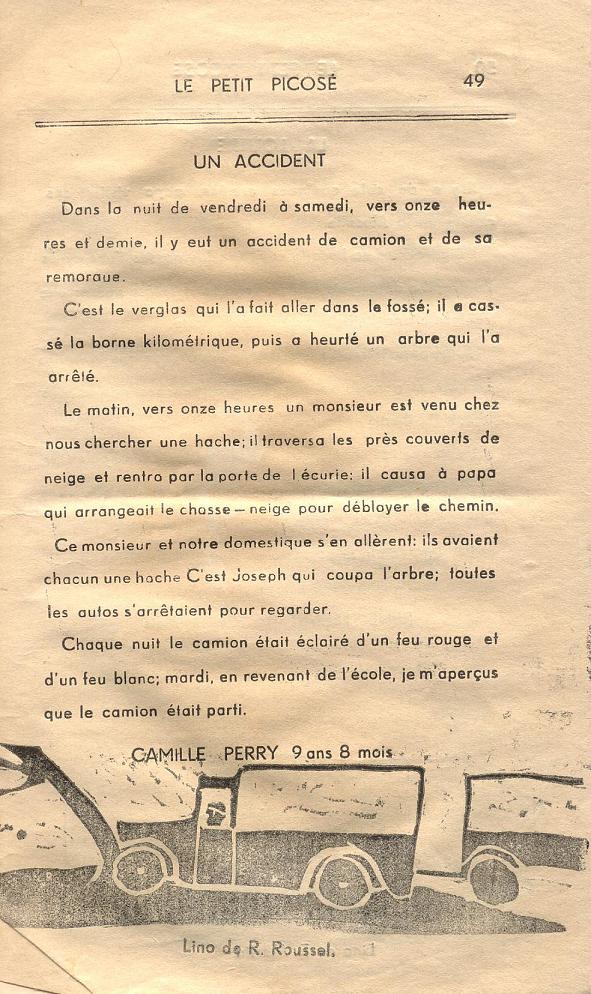 LE PETIT PICOSÉ 49
UN ACCIDENT
Dans la nuit de vendredi à samedi, vers onze heu-
res et demie, il y eut un accident de camion et de sa
remorque.
C'est le verglas qui l'a fait aller dans le fossé; il a cas-
sé la borne kilométrique, puis a heurté un arbre qui l'a
arrêté.
Le matin, vers onze heures un monsieur est venu chez
nous chercher une hache; il traversa les près couverts de
neige et rentra par la porte de l écurie: il causa à papa
qui arrangeait le chasse-neige pour déblayer le chemin.
Ce monsieur et notre domestique s'en allèrent: ils avaient
chacun une hache C'est Joseph qui coupa l'arbre; toutes
les autos s'arrêtaient pour regarder.
Chaque nuit le camion était éclairé d'un feu rouge et
d'un feu blanc; mardi, en revenant de l'école, je m'aperçus
que le camion était parti.
CAMILLE PERRY 9 ans 8 mois
Lino de R. Roussel.